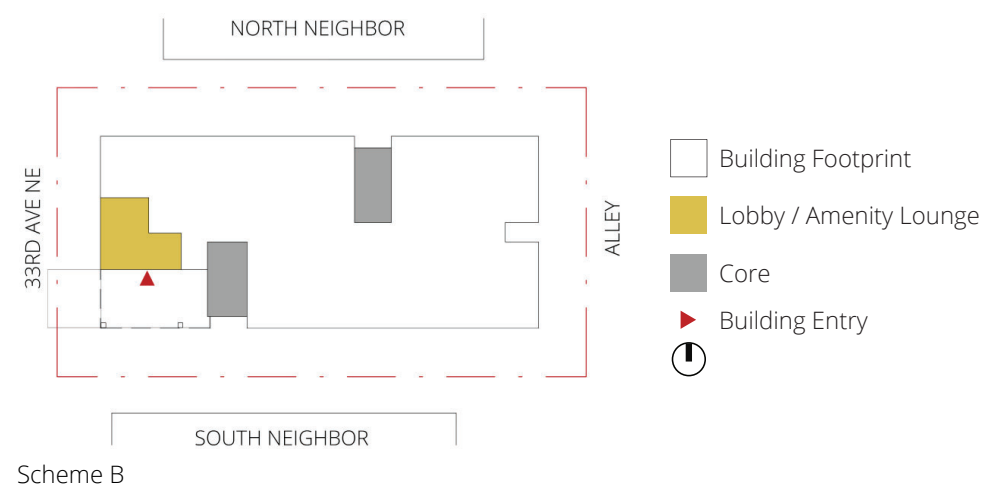 NORTH NEIGHBOR
33RD AVE NE
ALLEY
SOUTH NEIGHBOR
Building Footprint
Lobby / Amenity Lounge
Core
Building Entry
Scheme B